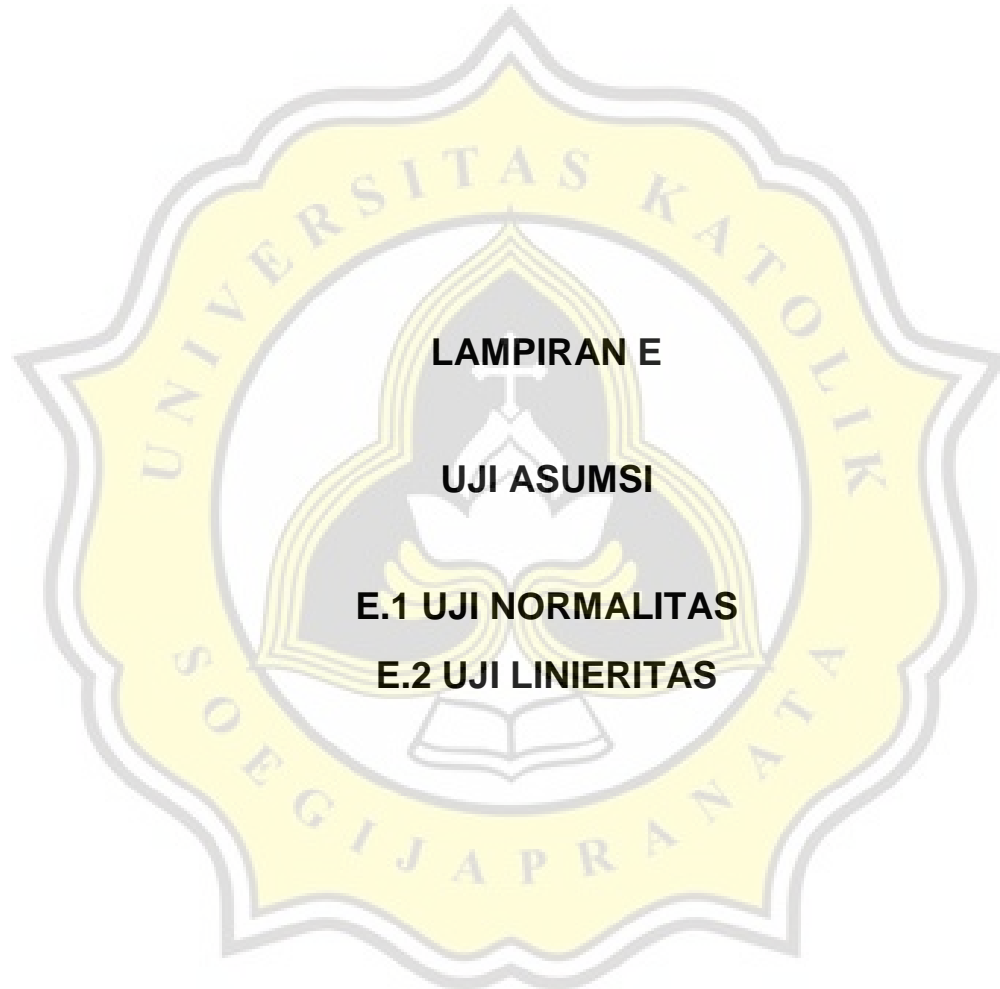 UNIVERSITAS KATOLIK
SOEGIJAPRANATA
LAMPIRAN E
UJI ASUMSI
E.1 UJI NORMALITAS
E.2 UJI LINIERITAS